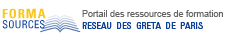 FORMA
SOURCES
Portail des ressources de formation
RESEAU DES GRETA DE PARIS